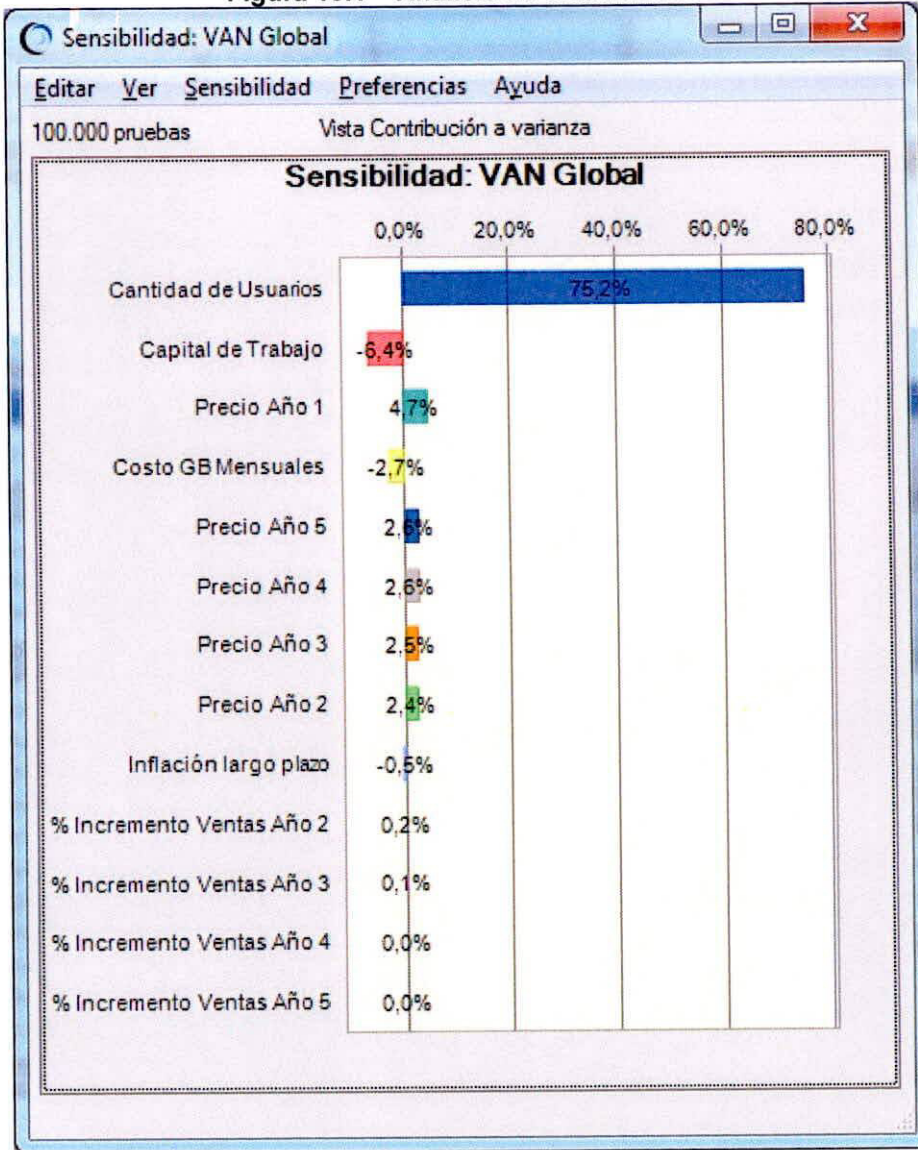 Sensibilidad: VAN Global
Editar Ver Sensibilidad Preferencias Ayuda
100.000 pruebas Vista Contribución a varianza
Sensibilidad: VAN Global
0,0% 20,0% 40,0% 60,0% 80,0%
Cantidad de Usuarios 75,2%
Capital de Trabajo -6,4%
Precio Año 1 4,7%
Costo GB Mensuales -2,7%
Precio Año 5 2,6%
Precio Año 4 2,6%
Precio Año 3 2,5%
Precio Año 2 2,4%
Inflación largo plazo -0,5%
% Incremento Ventas Año 2 0,2%
% Incremento Ventas Año 3 0,1%
% Incremento Ventas Año 4 0,0%
% Incremento Ventas Año 5 0,0%